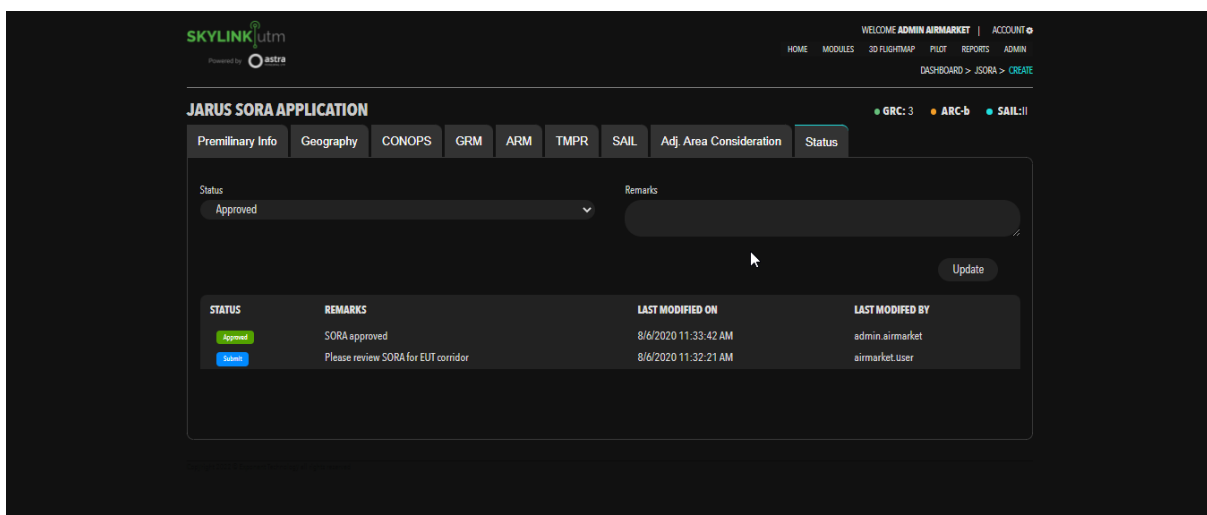 SKYLINK utm
Powered by astra
WELCOME ADMIN AIRMARKET | ACCOUNT
HOME MODULES 3D FLIGHTMAP PILOT REPORTS ADMIN
DASHBOARD > JSORA > CREATE
JARUS SORA APPLICATION
GRC: 3 ARC-b SAIL:II
Premilinary Info Geography CONOPS GRM ARM TMPR SAIL Adj. Area Consideration Status
Status Remarks
Approved
Update
STATUS REMARKS LAST MODIFIED ON LAST MODIFED BY
Approved SORA approved 8/6/2020 11:33:42 AM admin.airmarket
Submit Please review SORA for EUT corridor 8/6/2020 11:32:21 AM airmarket.user